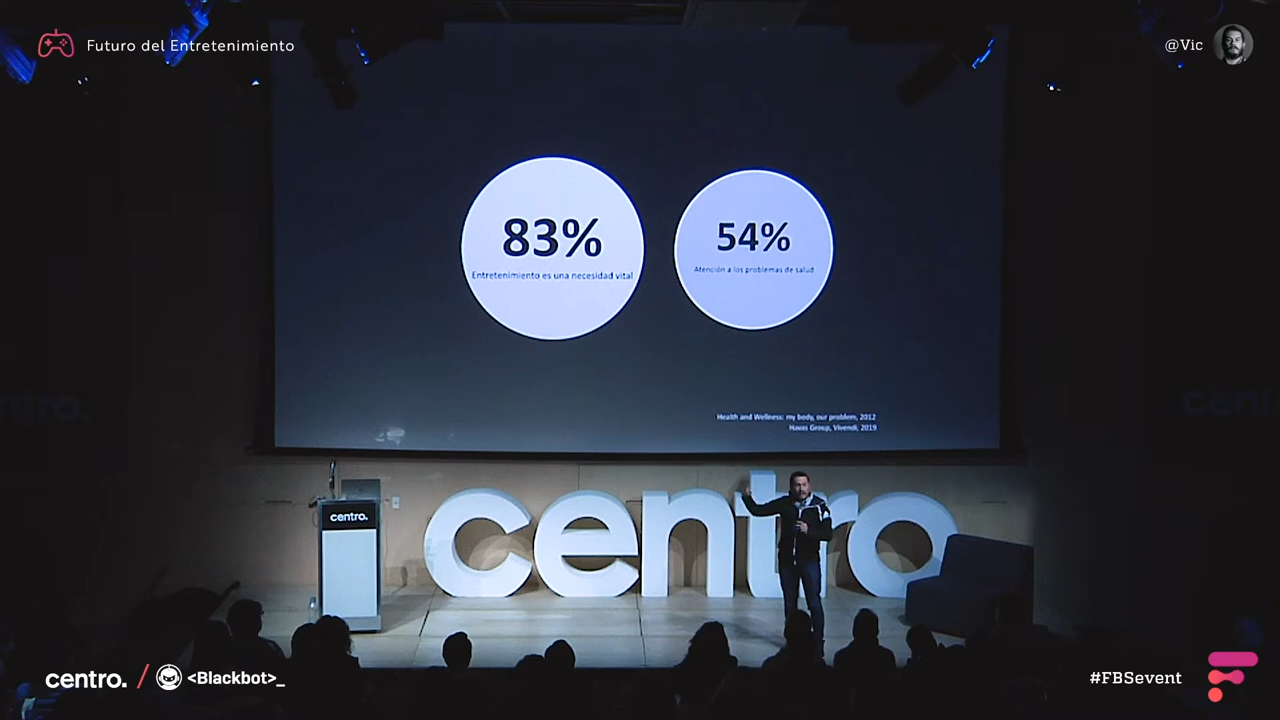 Futuro del Entretenimiento
@Vic
83%
Entretenimiento es una necesidad vital
54%
Atención a los problemas de salud
Health and Wellness: my body, our problem, 2012
Havas Group, Vivendi, 2019
centro.
centro
centro. / <Blackbot>_
#FBSevent